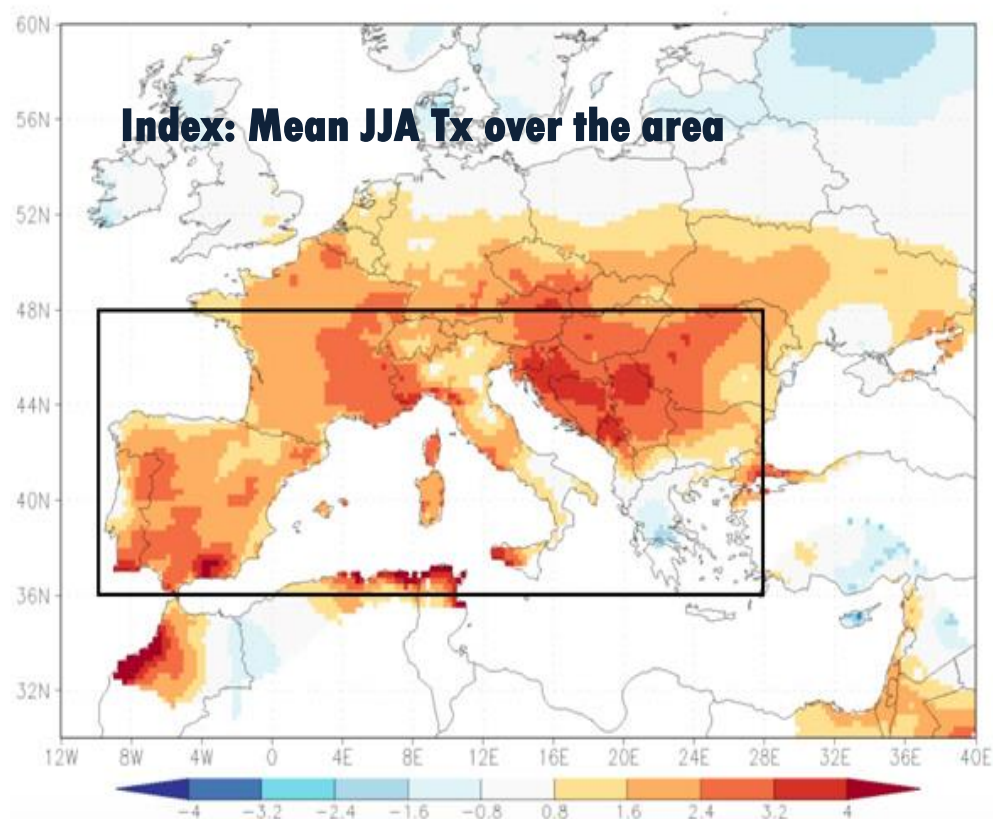 60N
Index: Mean JJA Tx over the area
56N
52N
48N
44N
40N
36N
32N
12W 8W 4W 0 4E 8E 12E 16E 20E 24E 28E 32E 36E 40E
-4 -3.2 -2.4 -1.6 -0.8 0.8 1.6 2.4 3.2 4